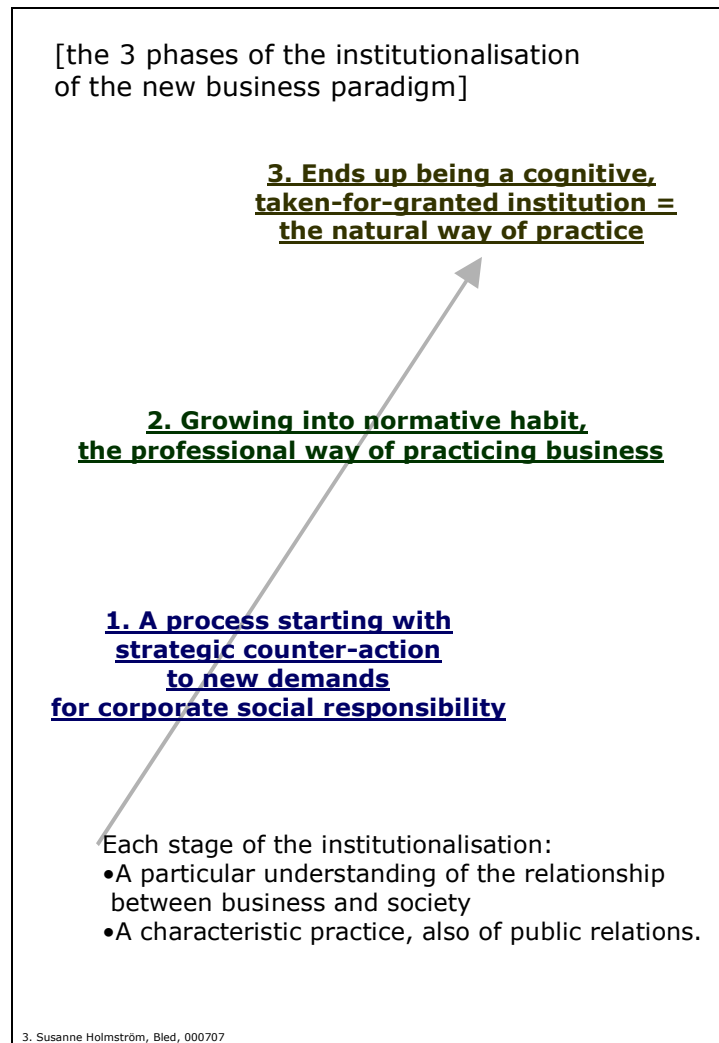 [the 3 phases of the institutionalisation
of the new business paradigm]
3. Ends up being a cognitive,
taken-for-granted institution =
the natural way of practice
2. Growing into normative habit,
the professional way of practicing business
1. A process starting with
strategic counter-action
to new demands
for corporate social responsibility
Each stage of the institutionalisation:
•A particular understanding of the relationship
between business and society
•A characteristic practice, also of public relations.
3. Susanne Holmström, Bled, 000707